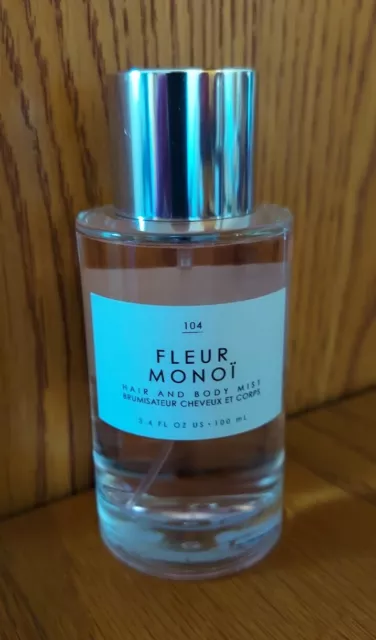 104
FLEUR
MONOÏ
HAIR AND BODY MIST
BRUMISATEUR CHEVEUX ET CORPS
3.4 FL OZ US • 100 mL